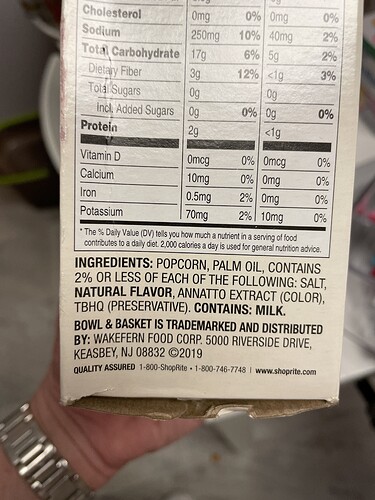 Cholesterol 0mg 0% 0mg 0%
Sodium 250mg 10% 40mg 2%
Total Carbohydrate 17g 6% 5g 2%
Dietary Fiber 3g 12% <1g 3%
Total Sugars 0g 0g
Incl. Added Sugars 0g 0% 0g 0%
Protein 2g <1g
Vitamin D 0mcg 0% 0mcg 0%
Calcium 10mg 0% 0mg 0%
Iron 0.5mg 2% 0mg 0%
Potassium 70mg 2% 10mg 0%
* The % Daily Value (DV) tells you how much a nutrient in a serving of food
contributes to a daily diet. 2,000 calories a day is used for general nutrition advice.
INGREDIENTS: POPCORN, PALM OIL, CONTAINS
2% OR LESS OF EACH OF THE FOLLOWING: SALT,
NATURAL FLAVOR, ANNATTO EXTRACT (COLOR),
TBHQ (PRESERVATIVE). CONTAINS: MILK.
BOWL & BASKET IS TRADEMARKED AND DISTRIBUTED
BY: WAKEFERN FOOD CORP. 5000 RIVERSIDE DRIVE,
KEASBEY, NJ 08832 ©2019
QUALITY ASSURED 1-800-ShopRite • 1-800-746-7748 | www.shoprite.com